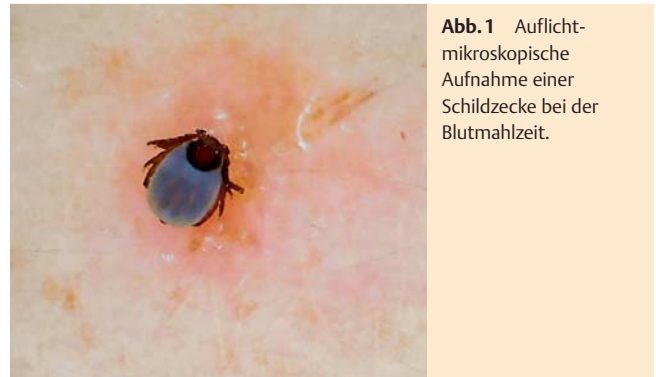 Abb. 1 Auflicht-
mikroskopische
Aufnahme einer
Schildzecke bei der
Blutmahlzeit.